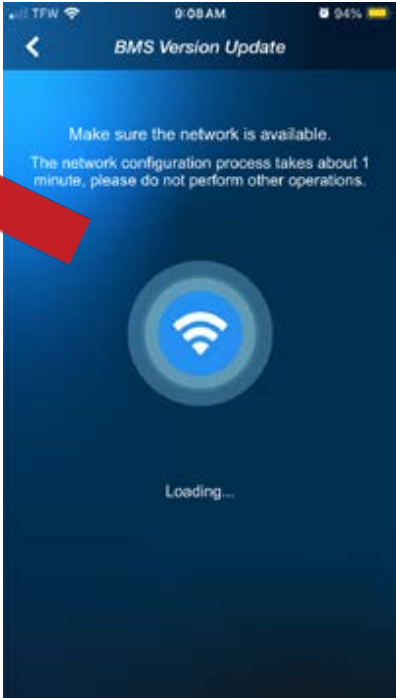 TFW 9:08 AM 94%
BMS Version Update
Make sure the network is available.
The network configuration process takes about 1
minute, please do not perform other operations.
Loading...